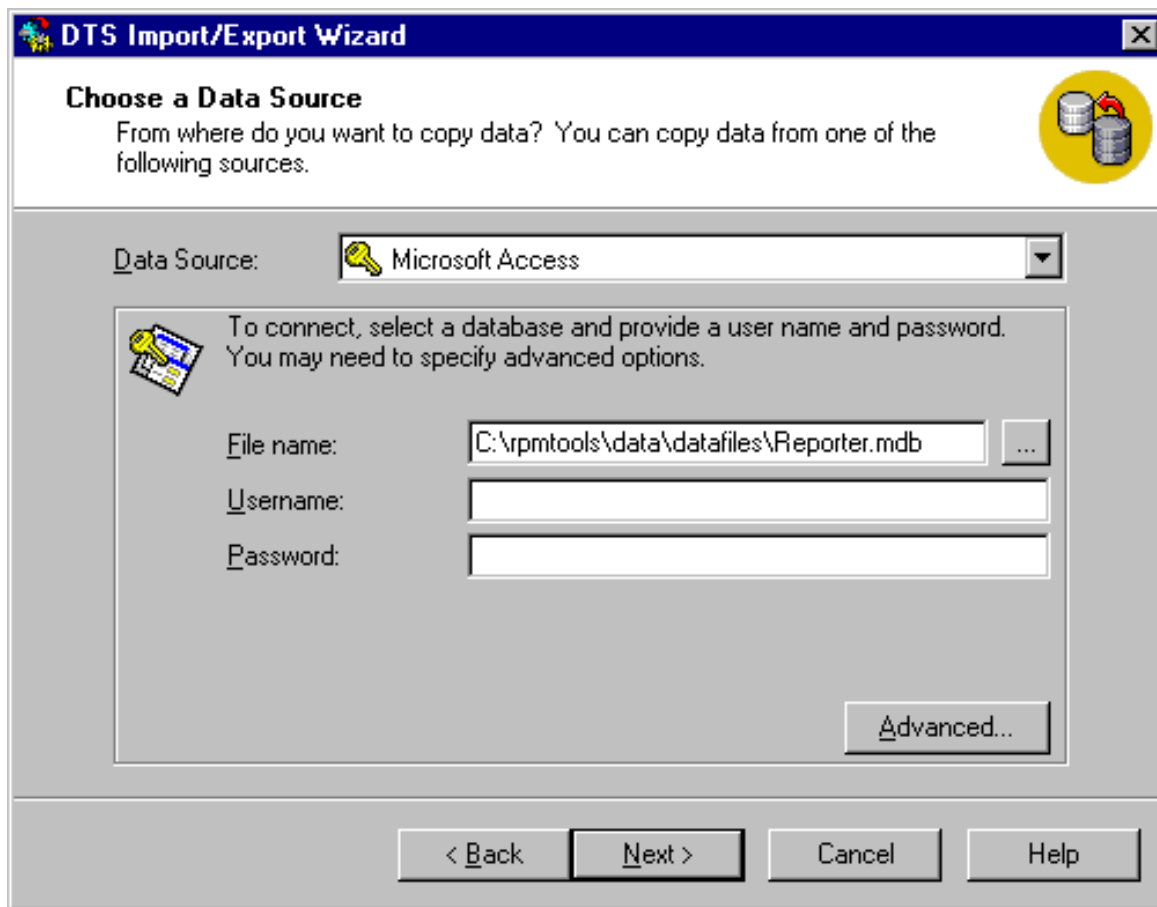 DTS Import/Export Wizard
Choose a Data Source
From where do you want to copy data? You can copy data from one of the
following sources.
Data Source: Microsoft Access
To connect, select a database and provide a user name and password.
You may need to specify advanced options.
File name: C:\rpmtools\data\datafiles\Reporter.mdb ...
Username:
Password:
Advanced...
< Back Next > Cancel Help